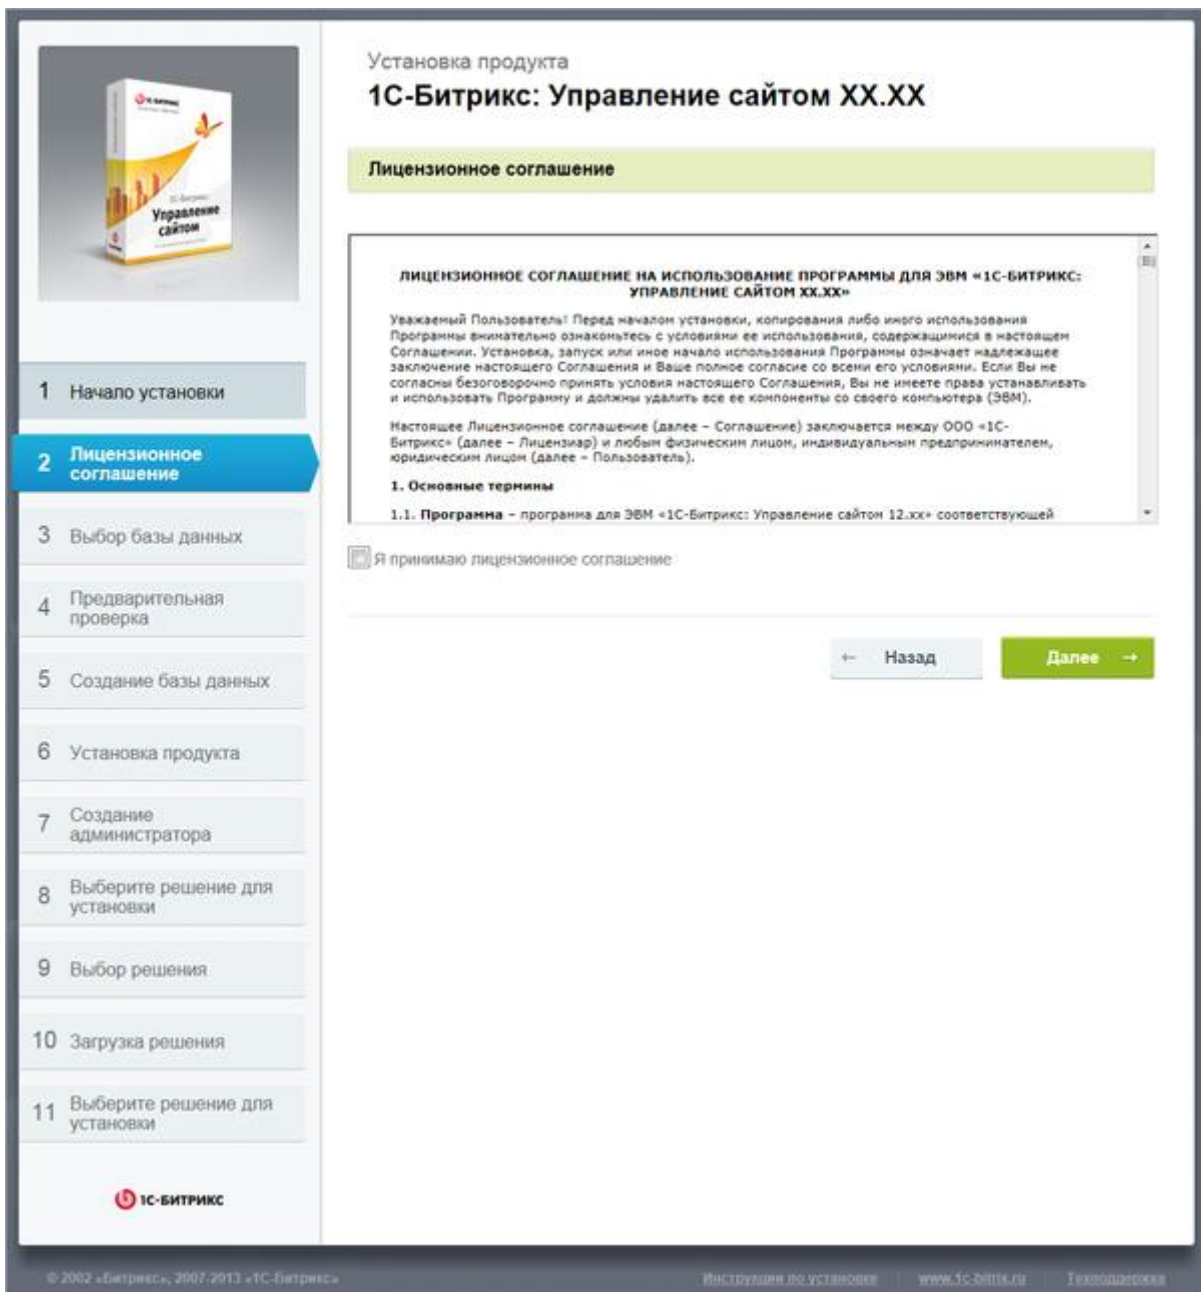 1С-Битрикс:
Управление
сайтом
Установка продукта
1С-Битрикс: Управление сайтом XX.XX
Лицензионное соглашение
ЛИЦЕНЗИОННОЕ СОГЛАШЕНИЕ НА ИСПОЛЬЗОВАНИЕ ПРОГРАММЫ ДЛЯ ЭВМ «1С-БИТРИКС:
УПРАВЛЕНИЕ САЙТОМ XX.XX»
Уважаемый Пользователь! Перед началом установки, копирования либо иного использования
Программы внимательно ознакомьтесь с условиями ее использования, содержащимися в настоящем
Соглашении. Установка, запуск или иное начало использования Программы означает надлежащее
заключение настоящего Соглашения и Ваше полное согласие со всеми его условиями. Если Вы не
согласны безоговорочно принять условия настоящего Соглашения, Вы не имеете права устанавливать
и использовать Программу и должны удалить все ее компоненты со своего компьютера (ЭВМ).
Настоящее Лицензионное соглашение (далее – Соглашение) заключается между ООО «1С-
Битрикс» (далее – Лицензиар) и любым физическим лицом, индивидуальным предпринимателем,
юридическим лицом (далее – Пользователь).
1. Основные термины
1.1. Программа – программа для ЭВМ «1С-Битрикс: Управление сайтом 12.xx» соответствующей
Я принимаю лицензионное соглашение
← Назад
Далее →
1 Начало установки
2 Лицензионное
соглашение
3 Выбор базы данных
4 Предварительная
проверка
5 Создание базы данных
6 Установка продукта
7 Создание
администратора
8 Выберите решение для
установки
9 Выбор решения
10 Загрузка решения
11 Выберите решение для
установки
1С-БИТРИКС
© 2002 «Битрикс», 2007-2013 «1С-Битрикс»
Инструкции по установке www.1c-bitrix.ru Техподдержка